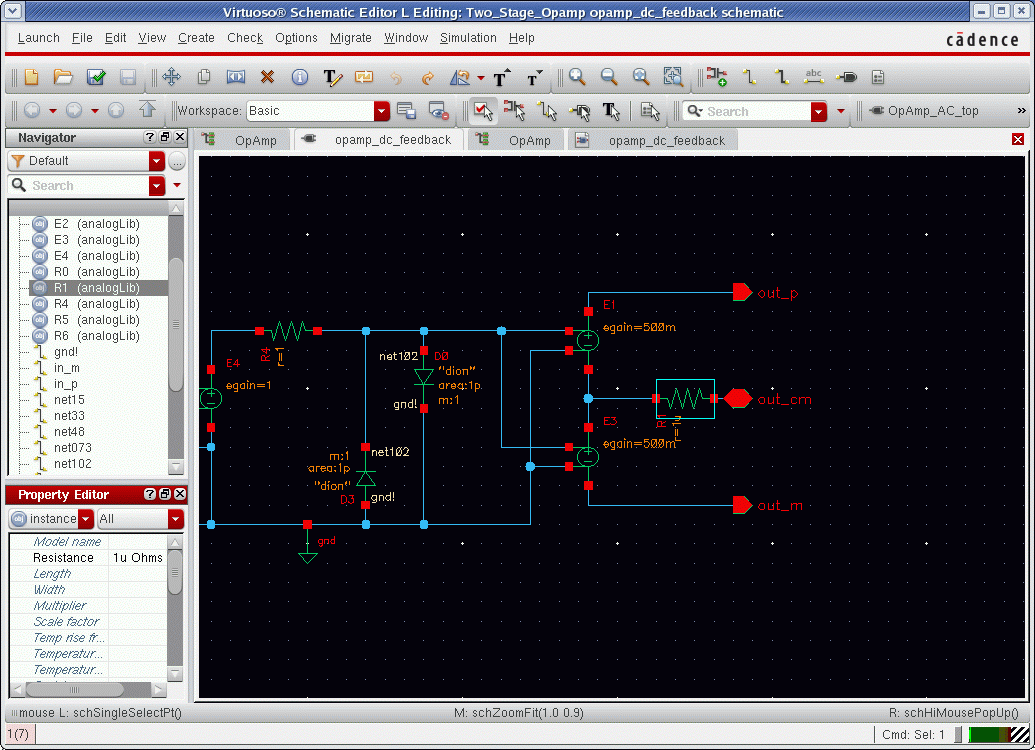 Virtuoso® Schematic Editor L Editing: Two_Stage_Opamp opamp_dc_feedback schematic
Launch File Edit View Create Check Options Migrate Window Simulation Help
cādence
abc
Workspace: Basic
Search
OpAmp_AC_top
»
Navigator
OpAmp
opamp_dc_feedback
OpAmp
opamp_dc_feedback
Default
Search
E2 (analogLib)
E3 (analogLib)
E4 (analogLib)
R0 (analogLib)
R1 (analogLib)
R4 (analogLib)
R5 (analogLib)
R6 (analogLib)
gnd!
in_m
in_p
net15
net33
net48
net073
net102
Property Editor
instance All
Model name
Resistance 1u Ohms
Length
Width
Multiplier
Scale factor
Temp rise fr...
Temperatur...
Temperatur...
E1
out_p
egain=500m
R4
r=1
net102 D0
"dion"
area:1p
m:1
gnd!
E4
egain=1
out_cm
R1
r=1u
E3
egain=500m
net102
m:1
area:1p
"dion"
D3
gnd!
out_m
gnd
mouse L: schSingleSelectPt()
M: schZoomFit(1.0 0.9)
R: schHiMousePopUp()
1(7)
Cmd: Sel: 1